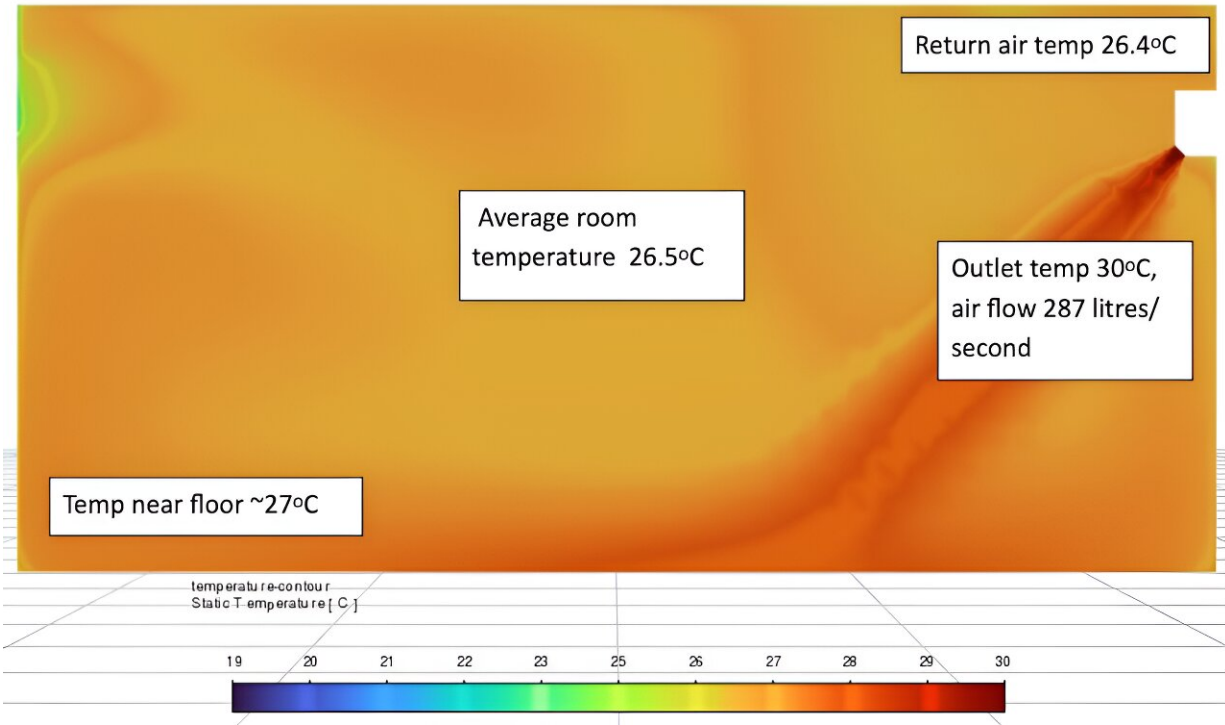 Return air temp 26.4ºC
Average room
temperature 26.5ºC
Outlet temp 30ºC,
air flow 287 litres/
second
Temp near floor ~27ºC
temperature-contour
Static Temperature [ C ]
19 20 21 22 23 25 26 27 28 29 30